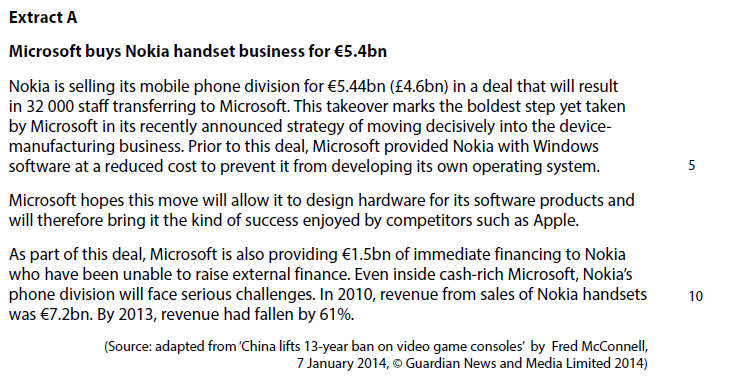 Extract A
Microsoft buys Nokia handset business for €5.4bn
Nokia is selling its mobile phone division for €5.44bn (£4.6bn) in a deal that will result
in 32 000 staff transferring to Microsoft. This takeover marks the boldest step yet taken
by Microsoft in its recently announced strategy of moving decisively into the device-
manufacturing business. Prior to this deal, Microsoft provided Nokia with Windows
software at a reduced cost to prevent it from developing its own operating system. 5
Microsoft hopes this move will allow it to design hardware for its software products and
will therefore bring it the kind of success enjoyed by competitors such as Apple.
As part of this deal, Microsoft is also providing €1.5bn of immediate financing to Nokia
who have been unable to raise external finance. Even inside cash-rich Microsoft, Nokia's
phone division will face serious challenges. In 2010, revenue from sales of Nokia handsets 10
was €7.2bn. By 2013, revenue had fallen by 61%.
(Source: adapted from 'China lifts 13-year ban on video game consoles' by Fred McConnell,
7 January 2014, © Guardian News and Media Limited 2014)